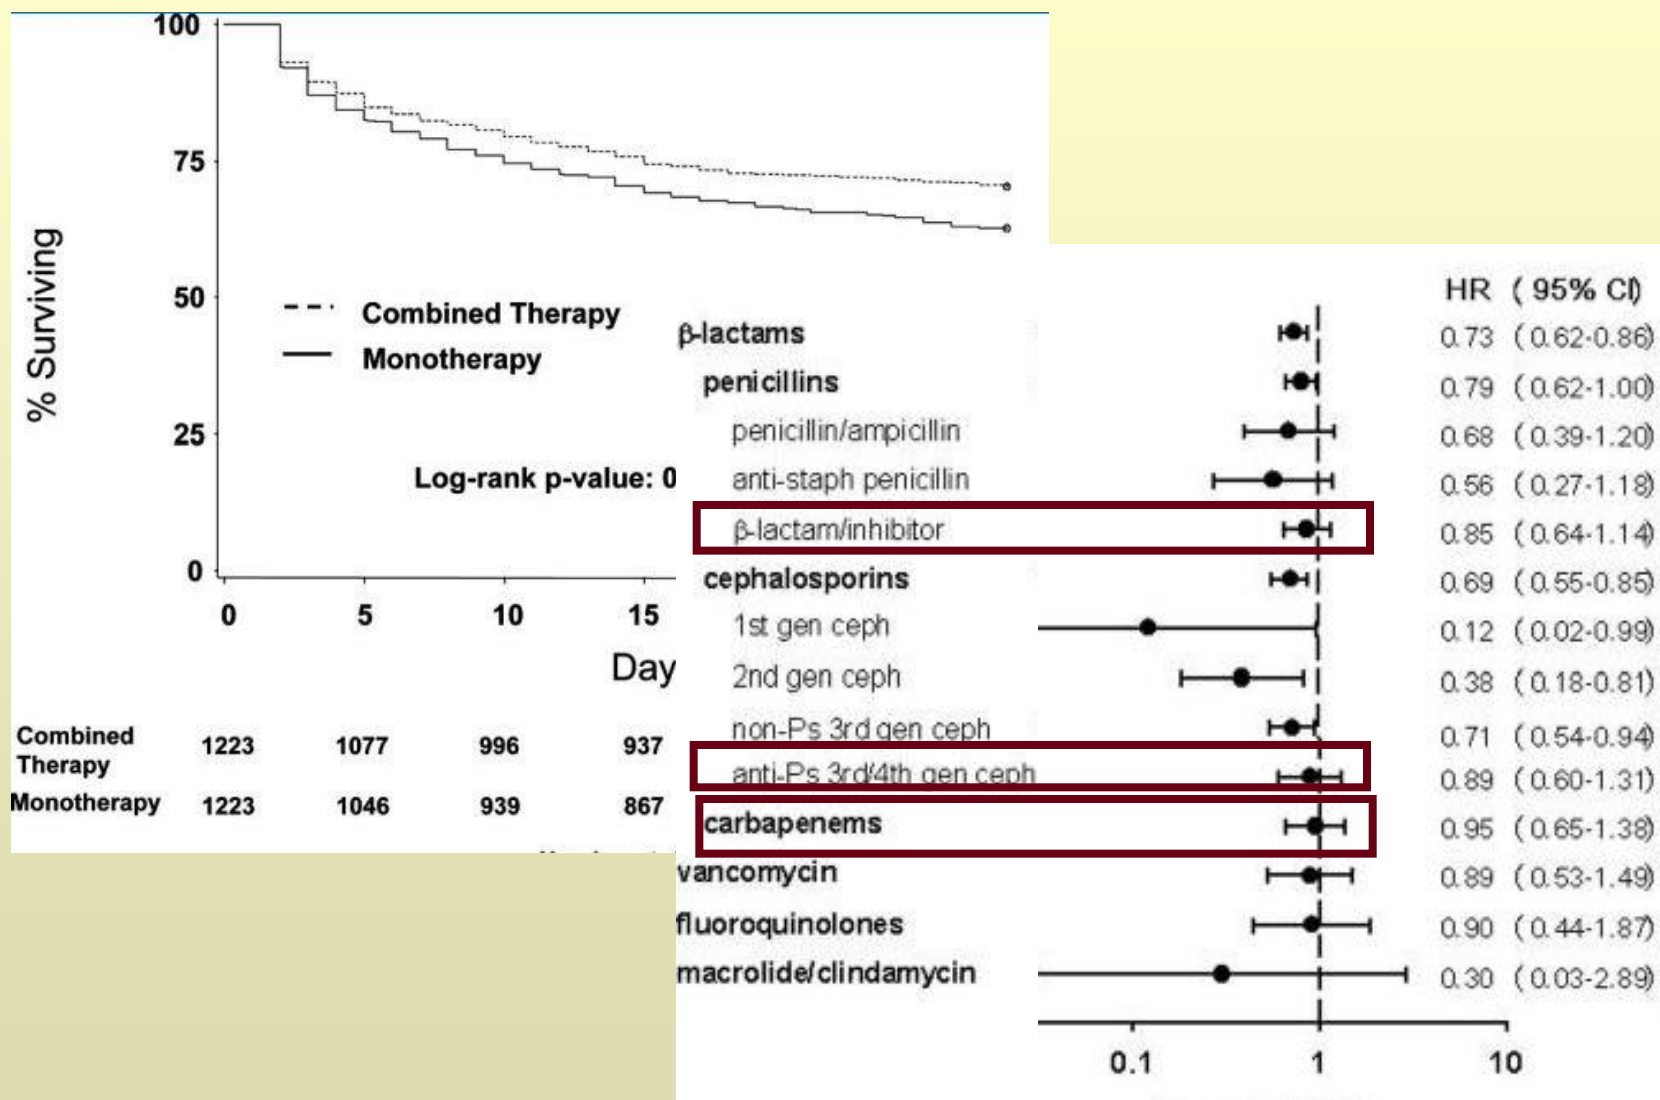 100
75
50
25
0
% Surviving
Combined Therapy
Monotherapy
Log-rank p-value: 0
0 5 10 15
Day
Combined
Therapy
1223 1077 996 937
Monotherapy 1223 1046 939 867
HR ( 95% CI)
β-lactams 0.73 ( 0.62-0.86)
penicillins 0.79 ( 0.62-1.00)
penicillin/ampicillin 0.68 ( 0.39-1.20)
anti-staph penicillin 0.56 ( 0.27-1.18)
β-lactam/inhibitor 0.85 ( 0.64-1.14)
cephalosporins 0.69 ( 0.55-0.85)
1st gen ceph 0.12 ( 0.02-0.99)
2nd gen ceph 0.38 ( 0.18-0.81)
non-Ps 3rd gen ceph 0.71 ( 0.54-0.94)
anti-Ps 3rd/4th gen ceph 0.89 ( 0.60-1.31)
carbapenems 0.95 ( 0.65-1.38)
vancomycin 0.89 ( 0.53-1.49)
fluoroquinolones 0.90 ( 0.44-1.87)
macrolide/clindamycin 0.30 ( 0.03-2.89)
0.1 1 10